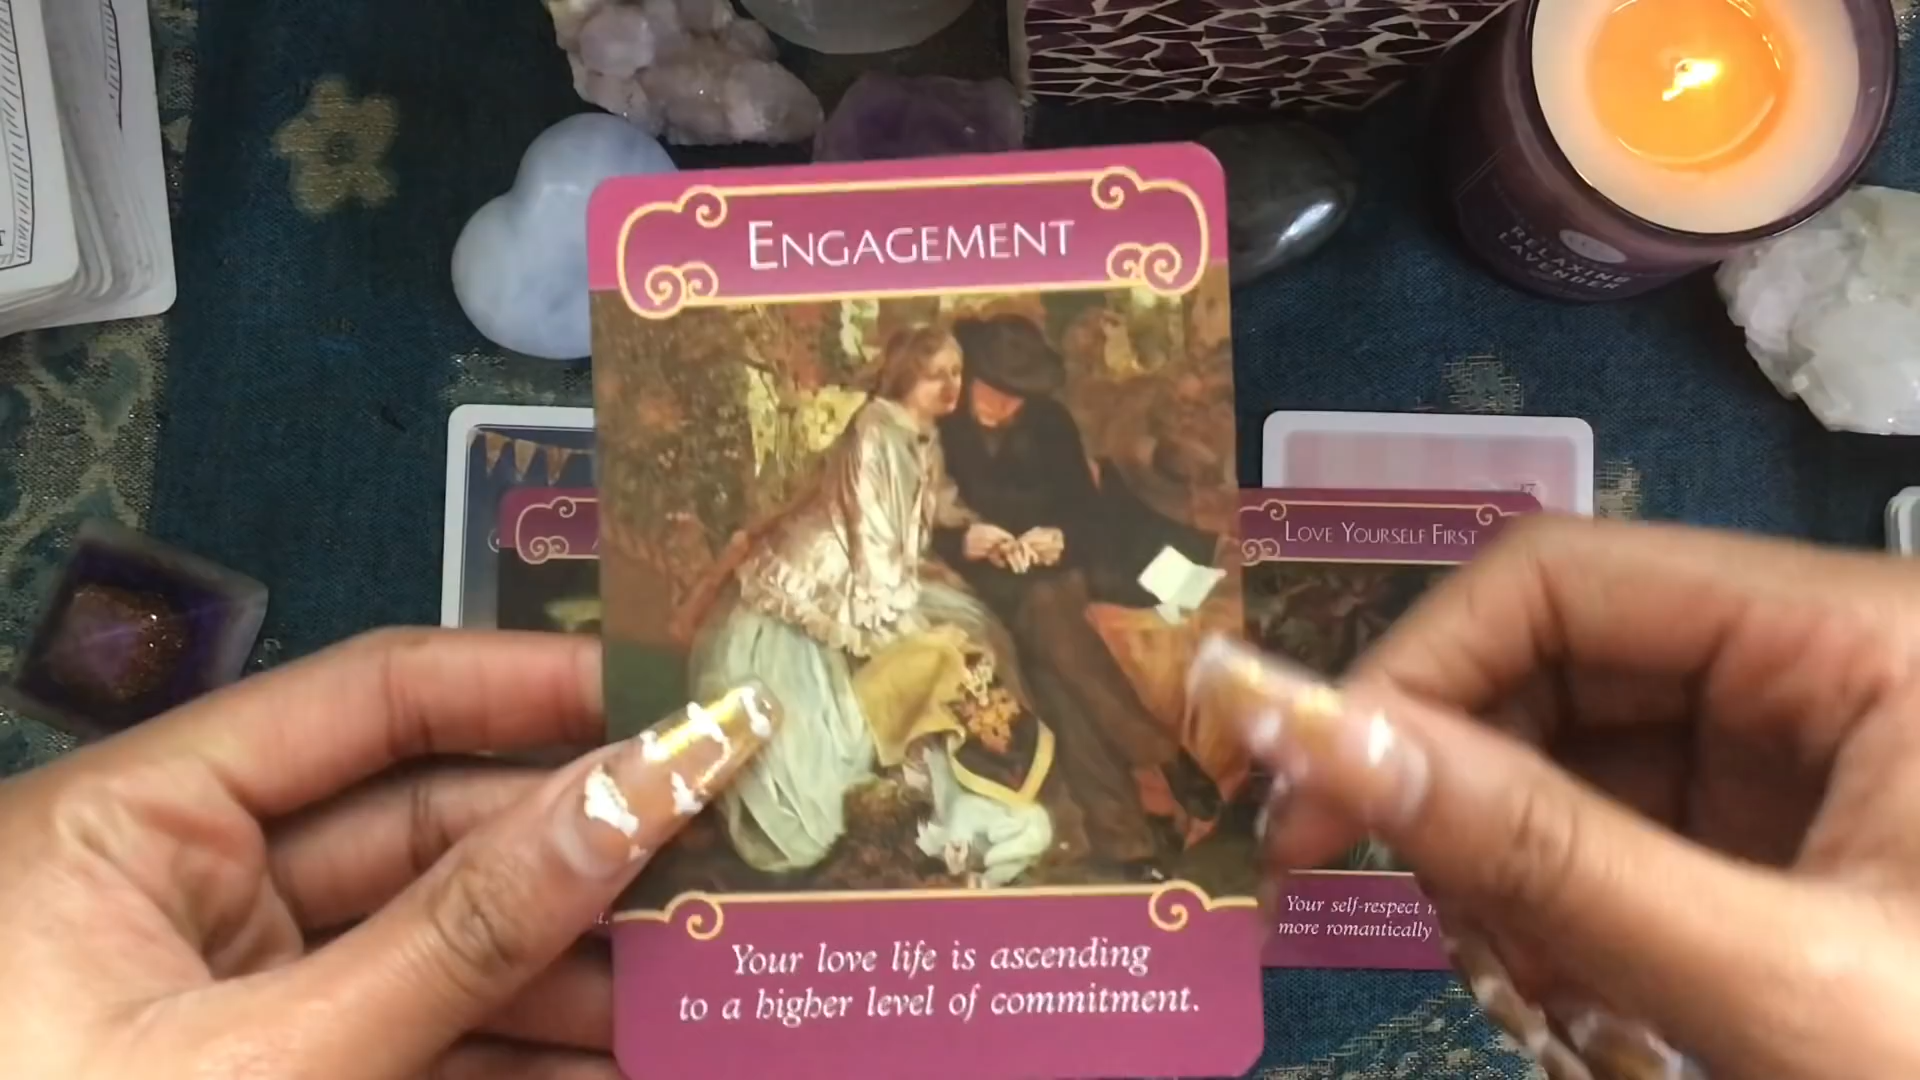 ENGAGEMENT
Your love life is ascending
to a higher level of commitment.
LOVE YOURSELF FIRST
Your self-respect
more romantically
RELAXING
LAVENDER